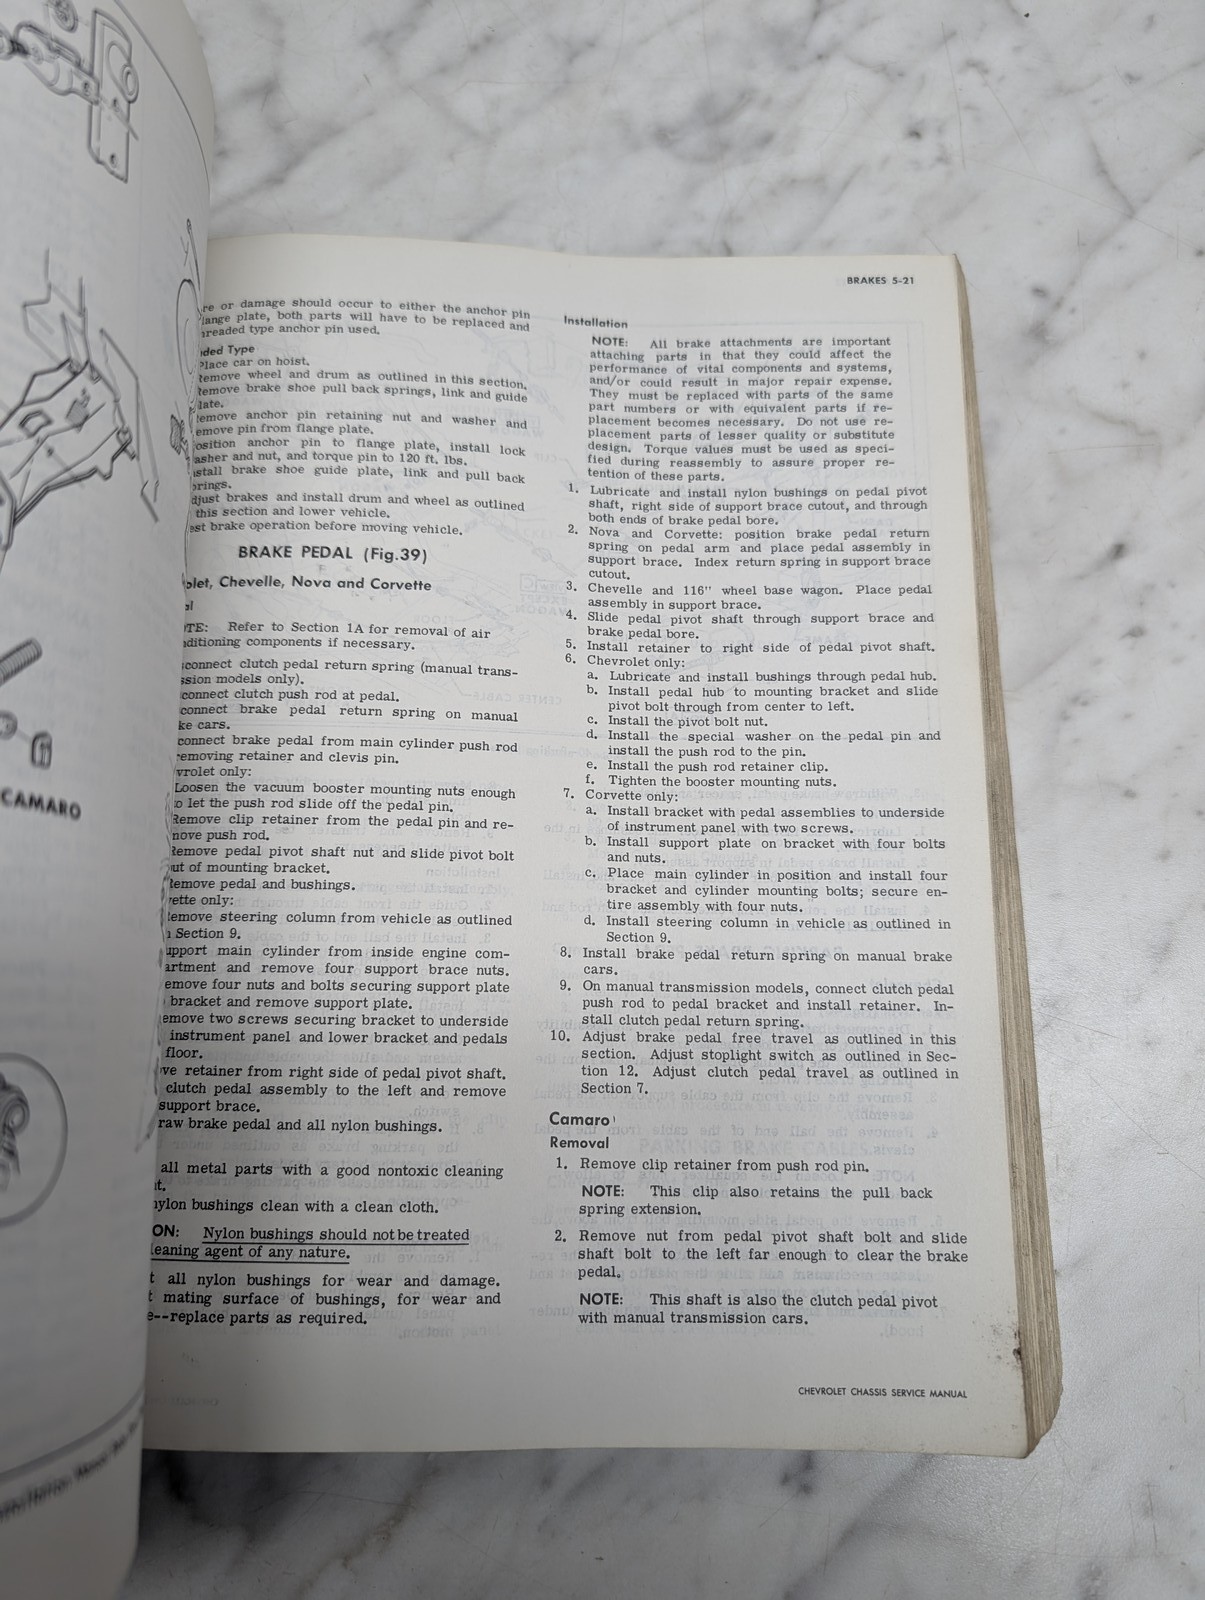 CAMARO
re or damage should occur to either the anchor pin
lange plate, both parts will have to be replaced and
hreaded type anchor pin used.
ded Type
Place car on hoist.
Remove wheel and drum as outlined in this section.
Remove brake shoe pull back springs, link and guide
late.
emove anchor pin retaining nut and washer and
emove pin from flange plate.
osition anchor pin to flange plate, install lock
asher and nut, and torque pin to 120 ft. lbs.
stall brake shoe guide plate, link and pull back
rings.
djust brakes and install drum and wheel as outlined
this section and lower vehicle.
est brake operation before moving vehicle.
BRAKE PEDAL (Fig.39)
olet, Chevelle, Nova and Corvette
al
TE: Refer to Section 1A for removal of air
ditioning components if necessary.
connect clutch pedal return spring (manual trans-
ssion models only).
connect clutch push rod at pedal.
connect brake pedal return spring on manual
ke cars.
connect brake pedal from main cylinder push rod
removing retainer and clevis pin.
vrolet only:
Loosen the vacuum booster mounting nuts enough
to let the push rod slide off the pedal pin.
Remove clip retainer from the pedal pin and re-
move push rod.
Remove pedal pivot shaft nut and slide pivot bolt
out of mounting bracket.
Remove pedal and bushings.
ette only:
Remove steering column from vehicle as outlined
n Section 9.
upport main cylinder from inside engine com-
artment and remove four support brace nuts.
emove four nuts and bolts securing support plate
bracket and remove support plate.
emove two screws securing bracket to underside
instrument panel and lower bracket and pedals
floor.
ve retainer from right side of pedal pivot shaft.
clutch pedal assembly to the left and remove
support brace.
raw brake pedal and all nylon bushings.
all metal parts with a good nontoxic cleaning
t.
nylon bushings clean with a clean cloth.
ON: Nylon bushings should not be treated
leaning agent of any nature.
t all nylon bushings for wear and damage.
t mating surface of bushings, for wear and
e--replace parts as required.
BRAKES 5-21
Installation
NOTE: All brake attachments are important
attaching parts in that they could affect the
performance of vital components and systems,
and/or could result in major repair expense.
They must be replaced with parts of the same
part numbers or with equivalent parts if re-
placement becomes necessary. Do not use re-
placement parts of lesser quality or substitute
design. Torque values must be used as speci-
fied during reassembly to assure proper re-
tention of these parts.
1. Lubricate and install nylon bushings on pedal pivot
shaft, right side of support brace cutout, and through
both ends of brake pedal bore.
2. Nova and Corvette: position brake pedal return
spring on pedal arm and place pedal assembly in
support brace. Index return spring in support brace
cutout.
3. Chevelle and 116" wheel base wagon. Place pedal
assembly in support brace.
4. Slide pedal pivot shaft through support brace and
brake pedal bore.
5. Install retainer to right side of pedal pivot shaft.
6. Chevrolet only:
a. Lubricate and install bushings through pedal hub.
b. Install pedal hub to mounting bracket and slide
pivot bolt through from center to left.
c. Install the pivot bolt nut.
d. Install the special washer on the pedal pin and
install the push rod to the pin.
e. Install the push rod retainer clip.
f. Tighten the booster mounting nuts.
7. Corvette only:
a. Install bracket with pedal assemblies to underside
of instrument panel with two screws.
b. Install support plate on bracket with four bolts
and nuts.
c. Place main cylinder in position and install four
bracket and cylinder mounting bolts; secure en-
tire assembly with four nuts.
d. Install steering column in vehicle as outlined in
Section 9.
8. Install brake pedal return spring on manual brake
cars.
9. On manual transmission models, connect clutch pedal
push rod to pedal bracket and install retainer. In-
stall clutch pedal return spring.
10. Adjust brake pedal free travel as outlined in this
section. Adjust stoplight switch as outlined in Sec-
tion 12. Adjust clutch pedal travel as outlined in
Section 7.
Camaro
Removal
1. Remove clip retainer from push rod pin.
NOTE: This clip also retains the pull back
spring extension.
2. Remove nut from pedal pivot shaft bolt and slide
shaft bolt to the left far enough to clear the brake
pedal.
NOTE: This shaft is also the clutch pedal pivot
with manual transmission cars.
CHEVROLET CHASSIS SERVICE MANUAL